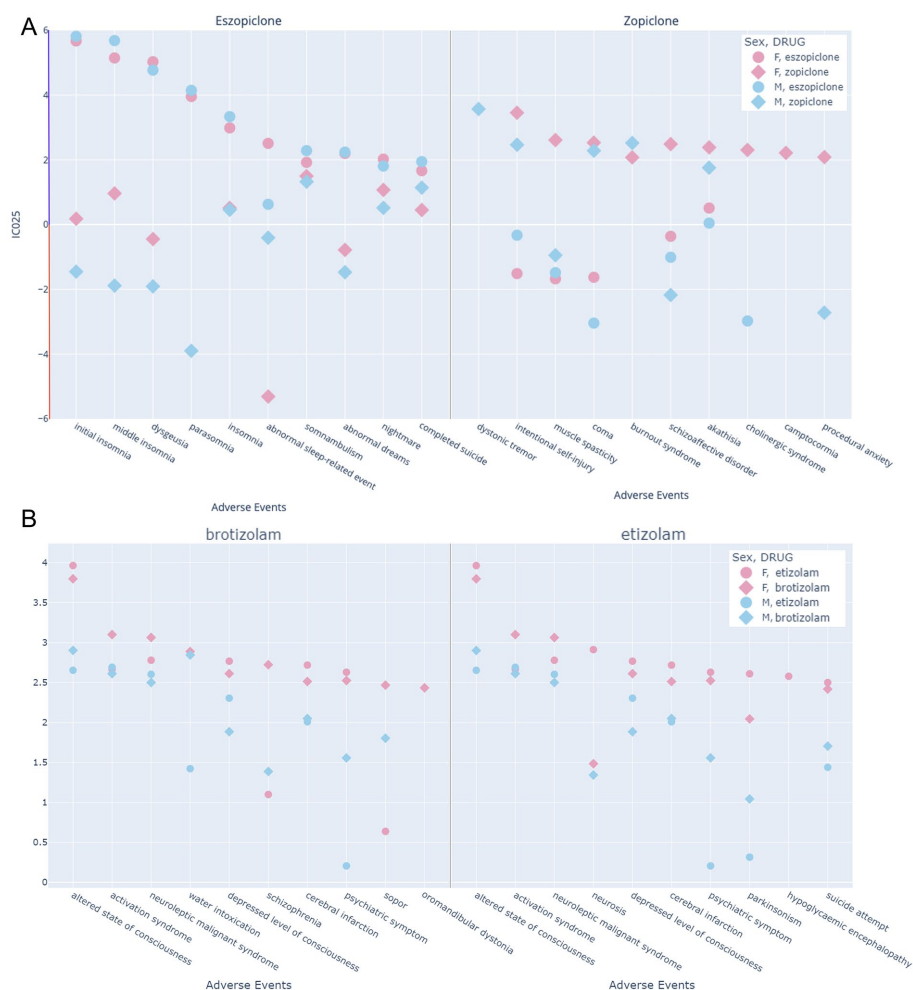 A
Eszopiclone
Zopiclone
Sex, DRUG
F, eszopiclone
F, zopiclone
M, eszopiclone
M, zopiclone
6
4
2
0
−2
−4
−6
IC025
initial insomnia
middle insomnia
dysgeusia
parasomnia
insomnia
abnormal sleep-related event
somnambulism
abnormal dreams
nightmare
completed suicide
dystonic tremor
intentional self-injury
muscle spasticity
coma
burnout syndrome
schizoaffective disorder
akathisia
cholinergic syndrome
camptocormia
procedural anxiety
Adverse Events
Adverse Events
B
brotizolam
etizolam
Sex, DRUG
F, etizolam
F, brotizolam
M, etizolam
M, brotizolam
4
3.5
3
2.5
2
1.5
1
0.5
0
altered state of consciousness
activation syndrome
neuroleptic malignant syndrome
water intoxication
depressed level of consciousness
schizophrenia
cerebral infarction
psychiatric symptom
sopor
oromandibular dystonia
altered state of consciousness
activation syndrome
neuroleptic malignant syndrome
neurosis
depressed level of consciousness
cerebral infarction
psychiatric symptom
parkinsonism
hypoglycaemic encephalopathy
suicide attempt
Adverse Events
Adverse Events